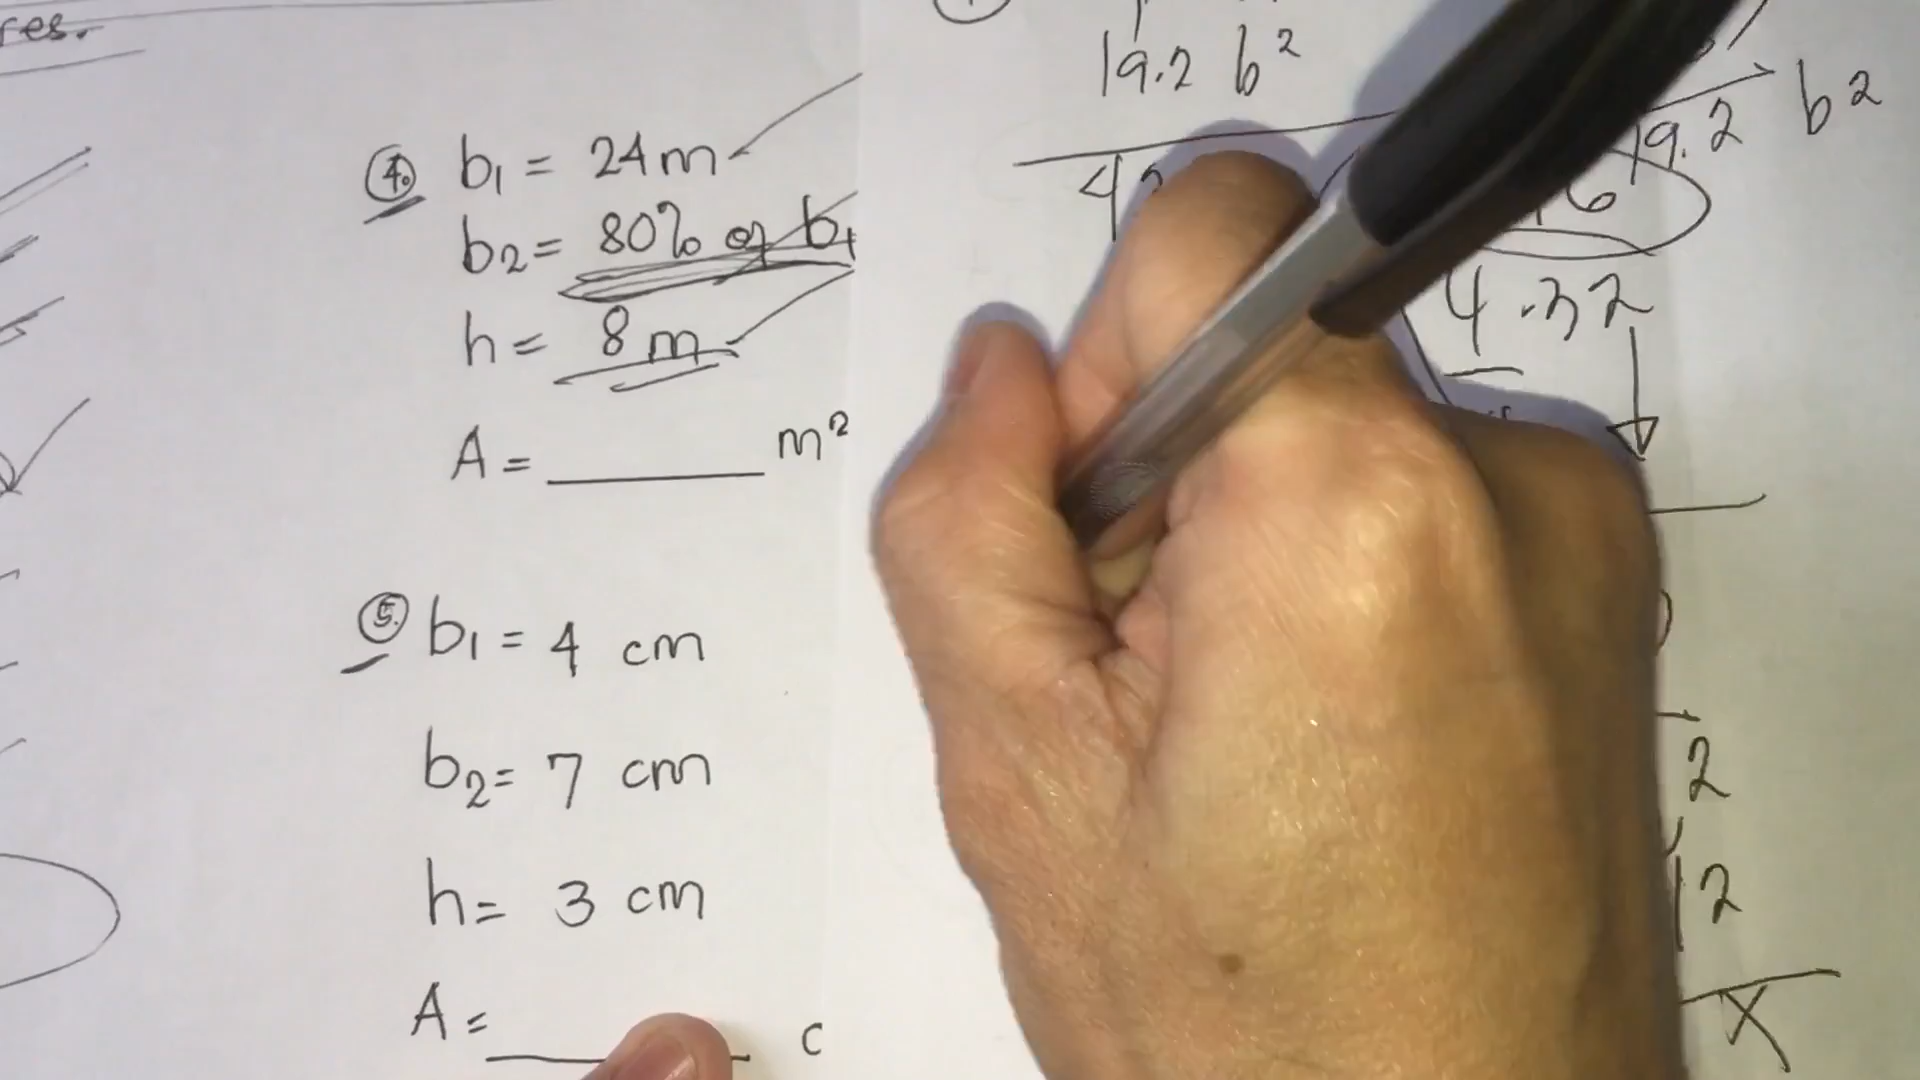 res.
④. b1 = 24 m
b2 = 80% of b1
h = 8 m
A = ______ m²
⑤. b1 = 4 cm
b2 = 7 cm
h = 3 cm
A = ______ c
19.2 b²
19.2 b²
4.32
2
12